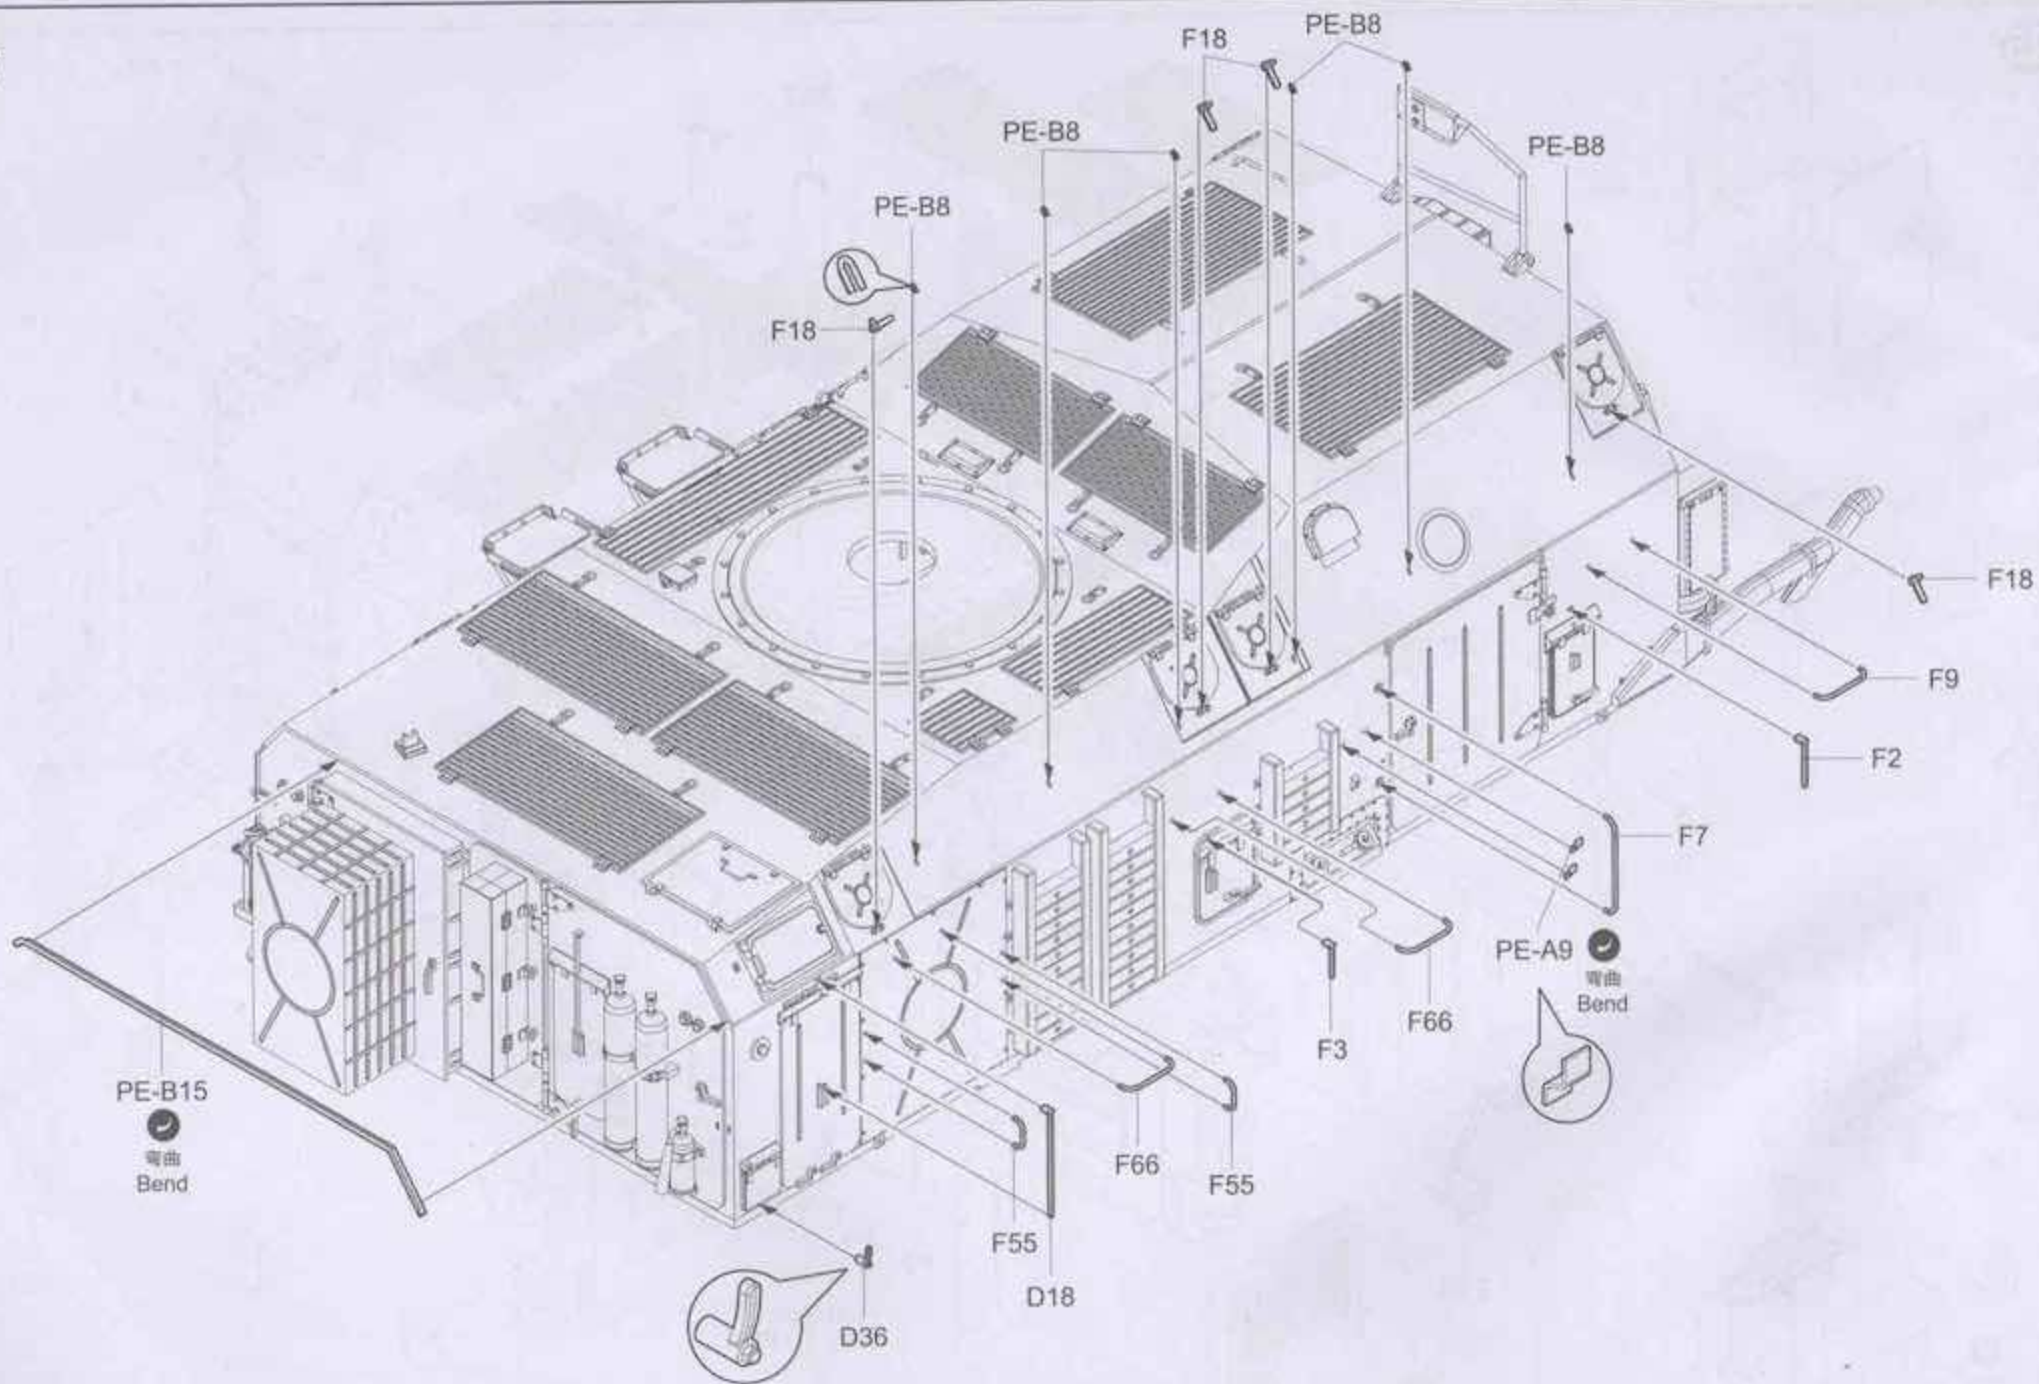 F18
PE-B8
PE-B8
PE-B8
PE-B8
F18
F18
F9
F2
F7
PE-A9
弯曲
Bend
F66
F3
PE-B15
弯曲
Bend
F66
F55
F55
D18
D36